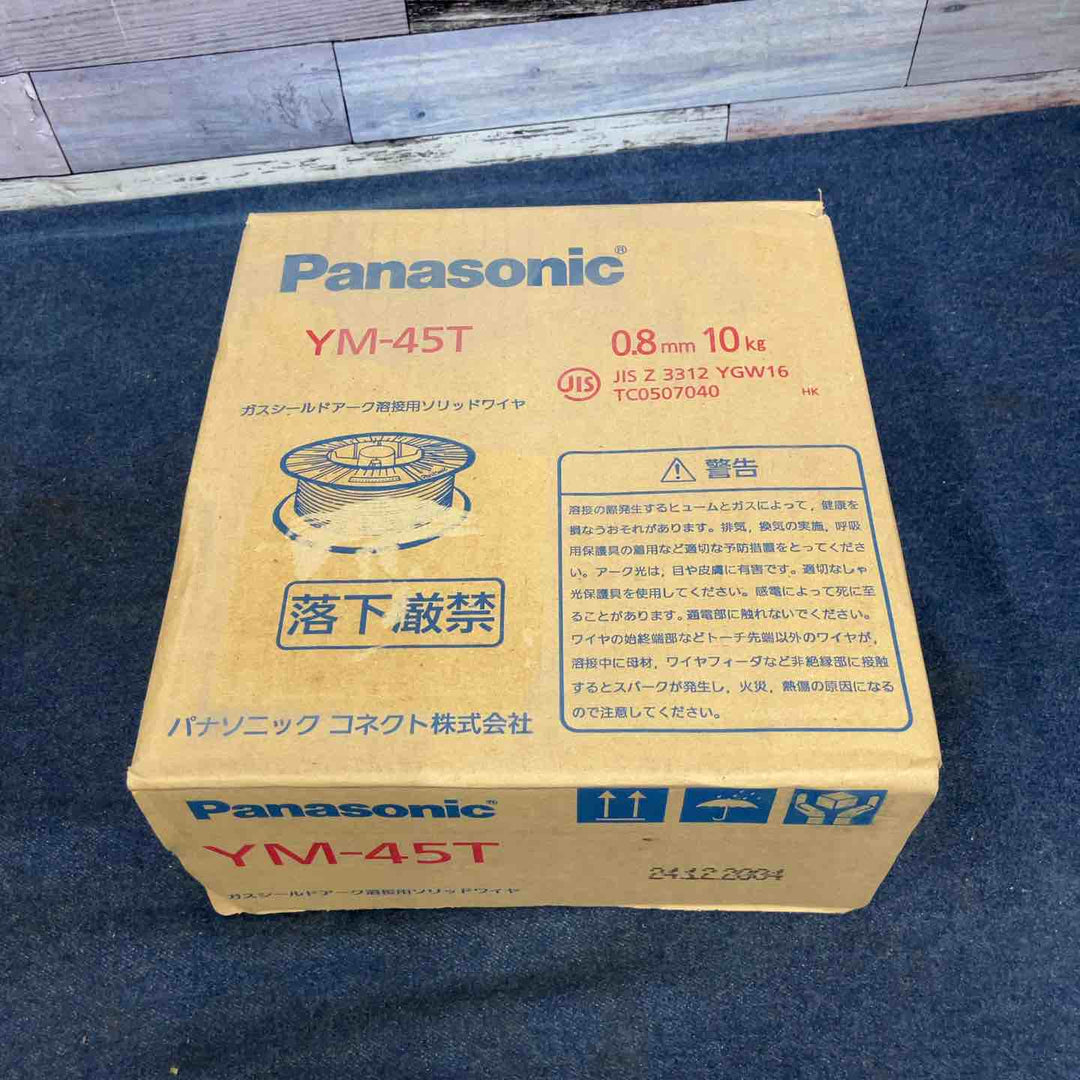 Panasonic®
YM-45T
0.8mm 10kg
JIS
JIS Z 3312 YGW16
TC0507040
HK
ガスシールドアーク溶接用ソリッドワイヤ
落下厳禁
パナソニック コネクト株式会社
⚠ 警告
溶接の際発生するヒュームとガスによって，健康を
損なうおそれがあります。排気，換気の実施，呼吸
用保護具の着用など適切な予防措置をとってくださ
い。アーク光は，目や皮膚に有害です。適切なしゃ
光保護具を使用してください。感電によって死に至
ることがあります。通電部に触れないでください。
ワイヤの始終端部などトーチ先端以外のワイヤが，
溶接中に母材，ワイヤフィーダなど非絶縁部に接触
するとスパークが発生し，火災，熱傷の原因になる
ので注意してください。
Panasonic®
YM-45T
ガスシールドアーク溶接用ソリッドワイヤ
24.12 2004